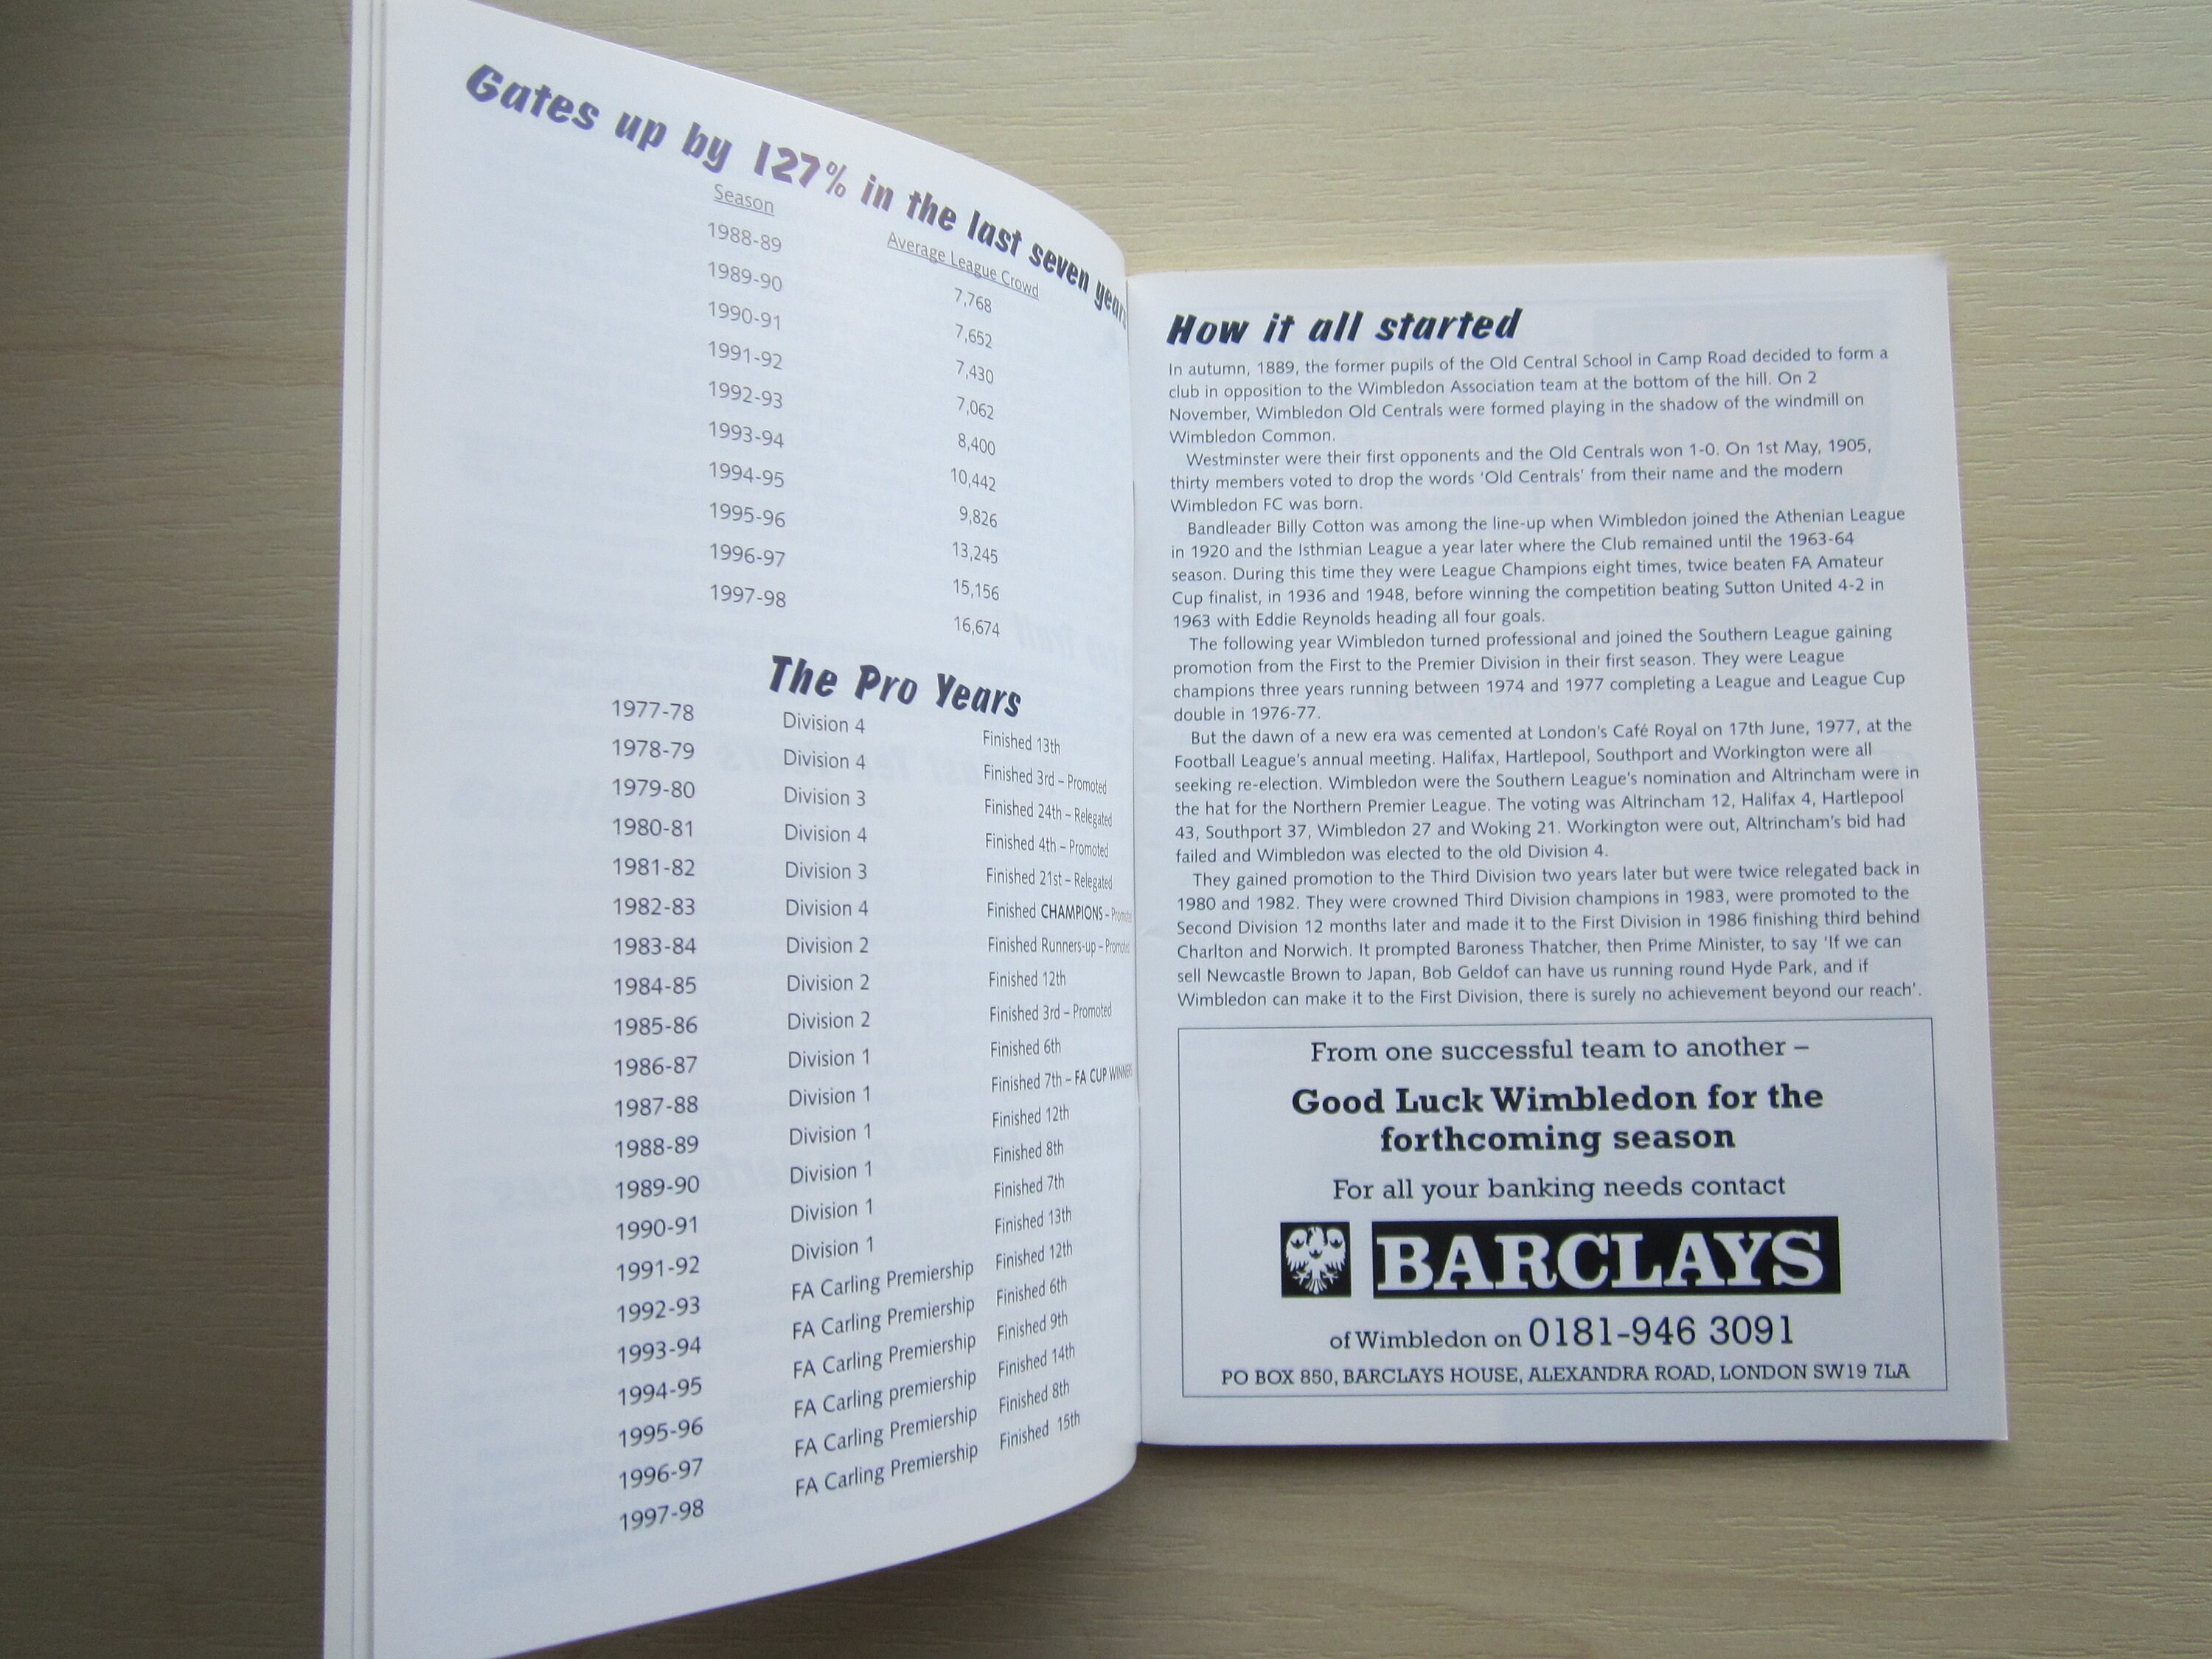 Gates up by 127% in the last seven years
Season Average League Crowd
1988-89 7,768
1989-90 7,652
1990-91 7,430
1991-92 7,062
1992-93 8,400
1993-94 10,442
1994-95 9,826
1995-96 13,245
1996-97 15,156
1997-98 16,674
The Pro Years
1977-78 Division 4 Finished 13th
1978-79 Division 4 Finished 3rd – Promoted
1979-80 Division 3 Finished 24th – Relegated
1980-81 Division 4 Finished 4th – Promoted
1981-82 Division 3 Finished 21st – Relegated
1982-83 Division 4 Finished CHAMPIONS –
1983-84 Division 2 Finished Runners-up –
1984-85 Division 2 Finished 12th
1985-86 Division 2 Finished 3rd – Promoted
1986-87 Division 1 Finished 6th
1987-88 Division 1 Finished 7th – FA CUP
1988-89 Division 1 Finished 12th
1989-90 Division 1 Finished 8th
1990-91 Division 1 Finished 7th
1991-92 Division 1 Finished 13th
1992-93 FA Carling Premiership Finished 12th
1993-94 FA Carling Premiership Finished 6th
1994-95 FA Carling Premiership Finished 9th
1995-96 FA Carling premiership Finished 14th
1996-97 FA Carling Premiership Finished 8th
1997-98 FA Carling Premiership Finished 15th
How it all started
In autumn, 1889, the former pupils of the Old Central School in Camp Road decided to form a
club in opposition to the Wimbledon Association team at the bottom of the hill. On 2
November, Wimbledon Old Centrals were formed playing in the shadow of the windmill on
Wimbledon Common.
Westminster were their first opponents and the Old Centrals won 1-0. On 1st May, 1905,
thirty members voted to drop the words ‘Old Centrals’ from their name and the modern
Wimbledon FC was born.
Bandleader Billy Cotton was among the line-up when Wimbledon joined the Athenian League
in 1920 and the Isthmian League a year later where the Club remained until the 1963-64
season. During this time they were League Champions eight times, twice beaten FA Amateur
Cup finalist, in 1936 and 1948, before winning the competition beating Sutton United 4-2 in
1963 with Eddie Reynolds heading all four goals.
The following year Wimbledon turned professional and joined the Southern League gaining
promotion from the First to the Premier Division in their first season. They were League
champions three years running between 1974 and 1977 completing a League and League Cup
double in 1976-77.
But the dawn of a new era was cemented at London's Café Royal on 17th June, 1977, at the
Football League's annual meeting. Halifax, Hartlepool, Southport and Workington were all
seeking re-election. Wimbledon were the Southern League's nomination and Altrincham were in
the hat for the Northern Premier League. The voting was Altrincham 12, Halifax 4, Hartlepool
43, Southport 37, Wimbledon 27 and Woking 21. Workington were out, Altrincham's bid had
failed and Wimbledon was elected to the old Division 4.
They gained promotion to the Third Division two years later but were twice relegated back in
1980 and 1982. They were crowned Third Division champions in 1983, were promoted to the
Second Division 12 months later and made it to the First Division in 1986 finishing third behind
Charlton and Norwich. It prompted Baroness Thatcher, then Prime Minister, to say ‘If we can
sell Newcastle Brown to Japan, Bob Geldof can have us running round Hyde Park, and if
Wimbledon can make it to the First Division, there is surely no achievement beyond our reach’.
From one successful team to another –
Good Luck Wimbledon for the
forthcoming season
For all your banking needs contact
BARCLAYS
of Wimbledon on 0181-946 3091
PO BOX 850, BARCLAYS HOUSE, ALEXANDRA ROAD, LONDON SW19 7LA